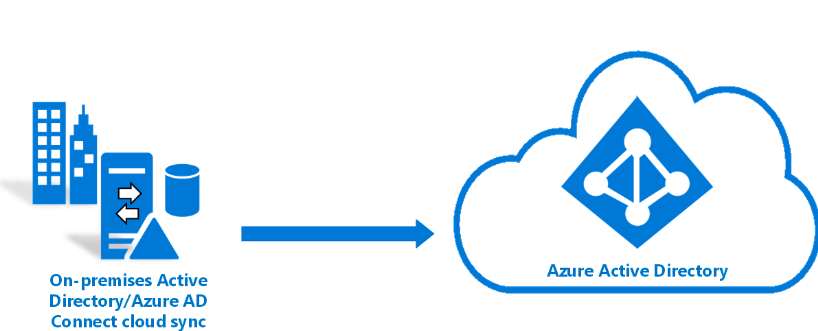 On-premises Active
Directory/Azure AD
Connect cloud sync
Azure Active Directory